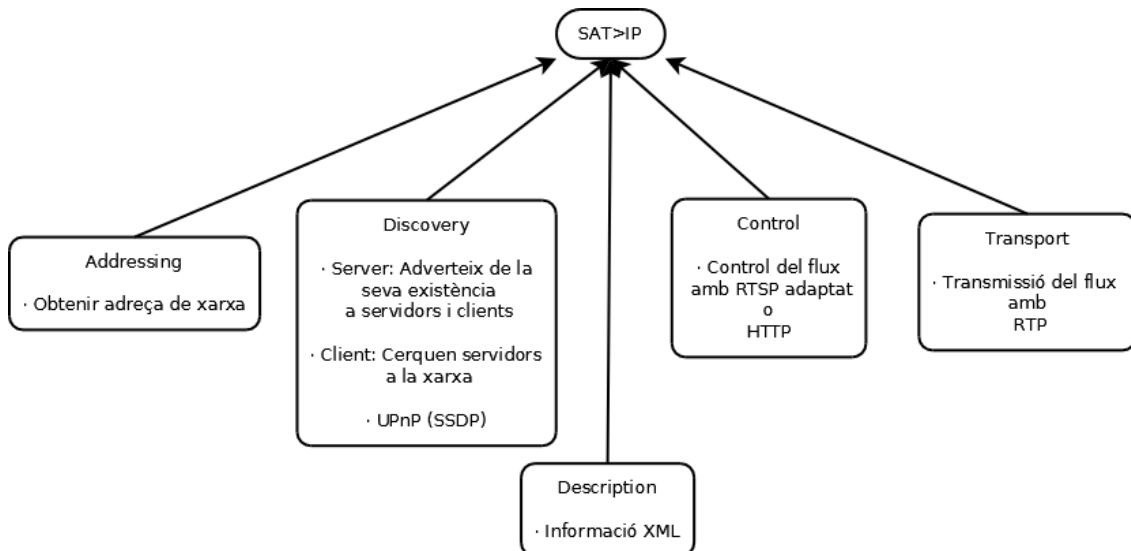 SAT>IP
Addressing
· Obtenir adreça de xarxa
Discovery
· Server: Adverteix de la
seva existència
a servidors i clients
· Client: Cerquen servidors
a la xarxa
· UPnP (SSDP)
Description
· Informació XML
Control
· Control del flux
amb RTSP adaptat
o
HTTP
Transport
· Transmissió del flux
amb
RTP